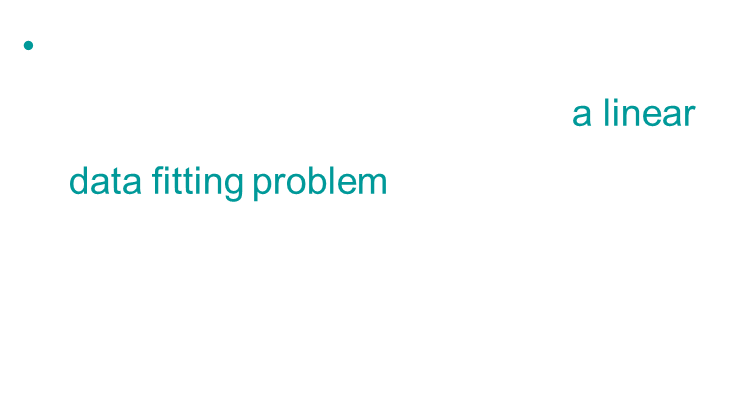 • 
a linear
data fitting problem